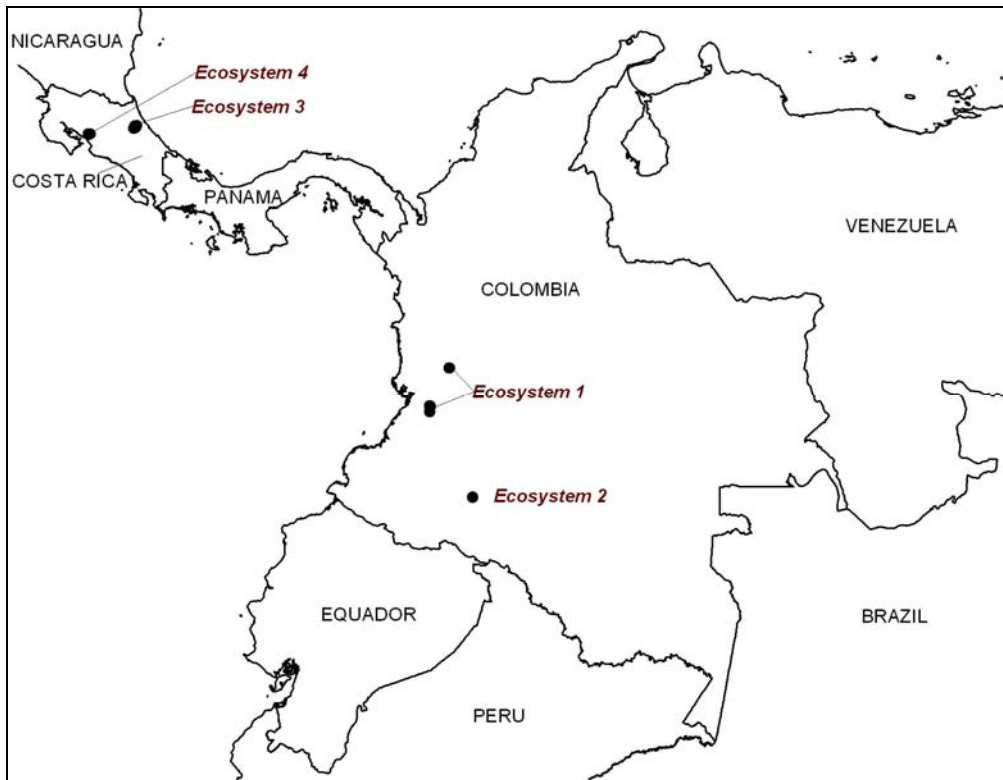 NICARAGUA
Ecosystem 4
Ecosystem 3
COSTA RICA
PANAMA
VENEZUELA
COLOMBIA
Ecosystem 1
Ecosystem 2
EQUADOR
BRAZIL
PERU